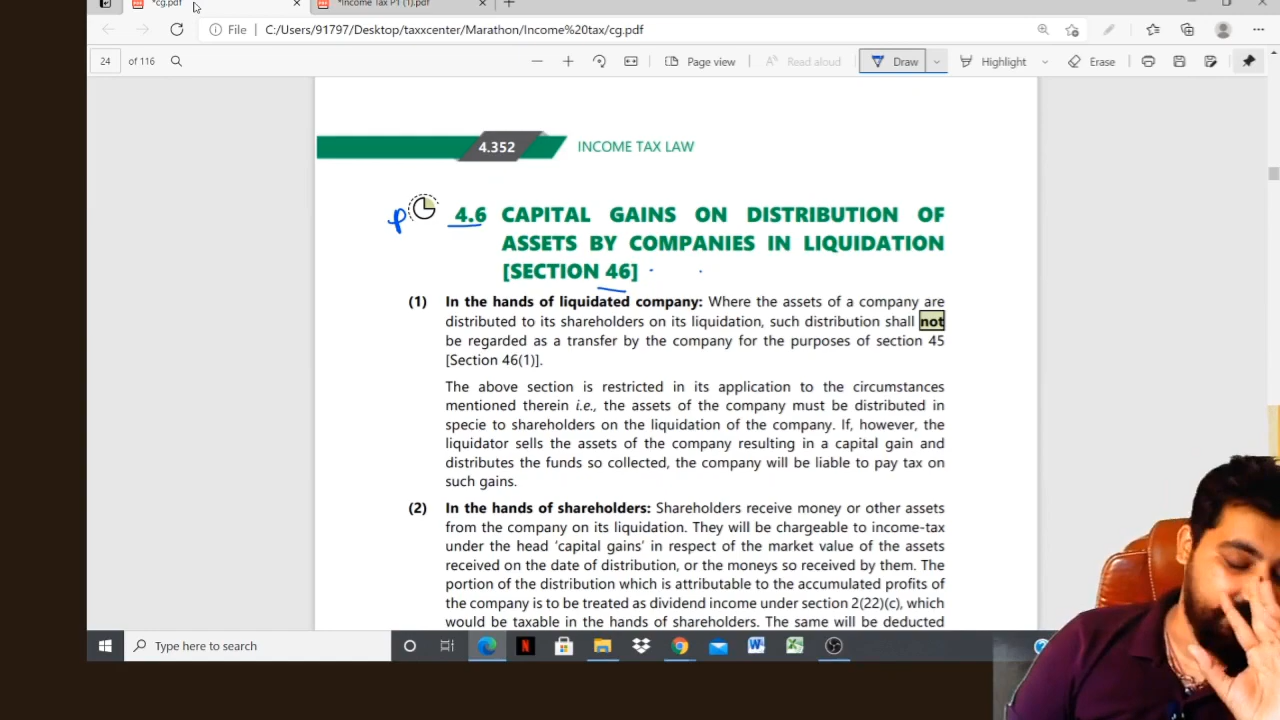 *cg.pdf
*Income Tax P1 (1).pdf
File C:/Users/91797/Desktop/taxxcenter/Marathon/Income%20tax/cg.pdf
24 of 116 Page view Read aloud Draw Highlight Erase
4.352 INCOME TAX LAW
P 4.6 CAPITAL GAINS ON DISTRIBUTION OF
ASSETS BY COMPANIES IN LIQUIDATION
[SECTION 46]
(1) In the hands of liquidated company: Where the assets of a company are
distributed to its shareholders on its liquidation, such distribution shall not
be regarded as a transfer by the company for the purposes of section 45
[Section 46(1)].
The above section is restricted in its application to the circumstances
mentioned therein i.e., the assets of the company must be distributed in
specie to shareholders on the liquidation of the company. If, however, the
liquidator sells the assets of the company resulting in a capital gain and
distributes the funds so collected, the company will be liable to pay tax on
such gains.
(2) In the hands of shareholders: Shareholders receive money or other assets
from the company on its liquidation. They will be chargeable to income-tax
under the head ‘capital gains’ in respect of the market value of the assets
received on the date of distribution, or the moneys so received by them. The
portion of the distribution which is attributable to the accumulated profits of
the company is to be treated as dividend income under section 2(22)(c), which
would be taxable in the hands of shareholders. The same will be deducted
Type here to search